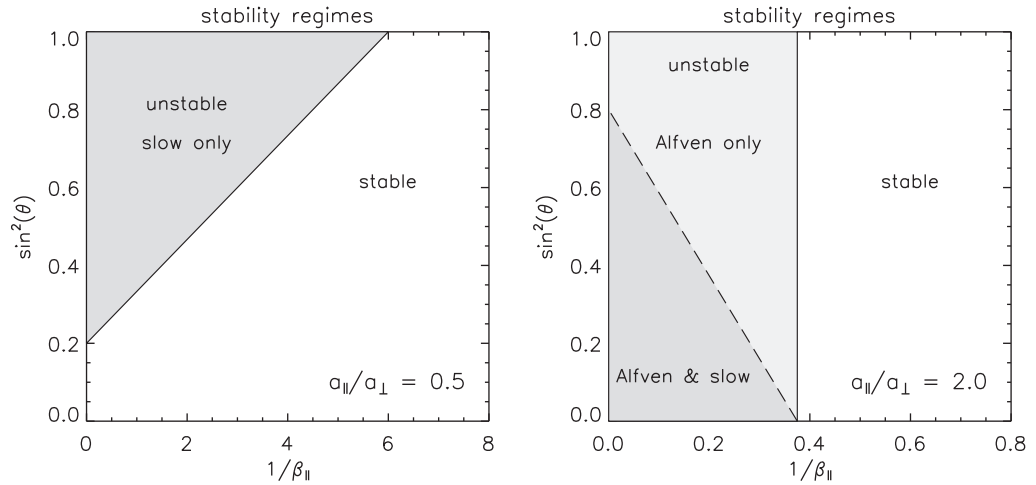 stability regimes
1.0
0.8
0.6
0.4
0.2
0.0
sin²(θ)
unstable
slow only
stable
a∥/a⊥ = 0.5
0
2
4
6
8
1/β∥
stability regimes
1.0
0.8
0.6
0.4
0.2
0.0
sin²(θ)
unstable
Alfven only
stable
Alfven & slow
a∥/a⊥ = 2.0
0.0
0.2
0.4
0.6
0.8
1/β∥